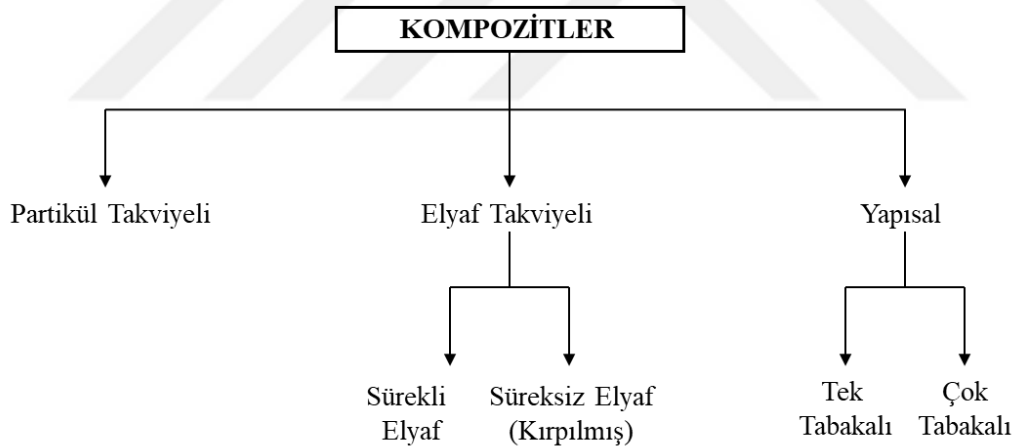 KOMPOZİTLER
Partikül Takviyeli
Elyaf Takviyeli
Yapısal
Sürekli
Elyaf
Süreksiz Elyaf
(Kırpılmış)
Tek
Tabakalı
Çok
Tabakalı